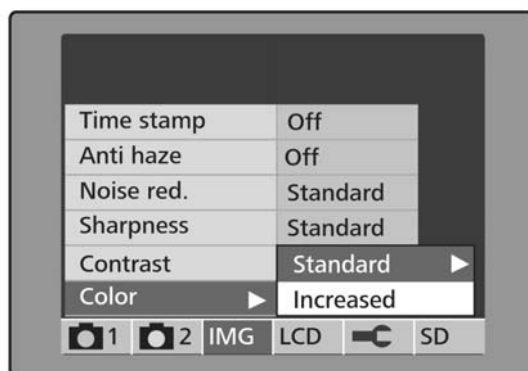 Time stamp Off
Anti haze Off
Noise red. Standard
Sharpness Standard
Contrast Standard
Color Increased
1 2 IMG LCD SD